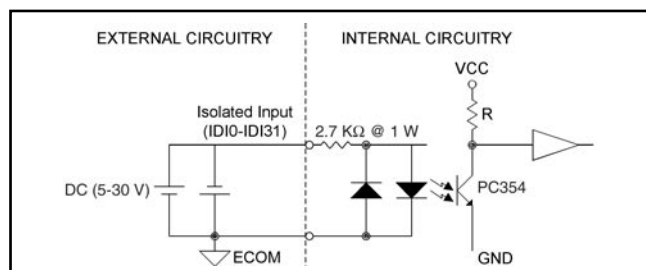 EXTERNAL CIRCUITRY
INTERNAL CIRCUITRY
VCC
Isolated Input
(IDI0-IDI31)
2.7 KΩ @ 1 W
R
DC (5-30 V)
PC354
ECOM
GND